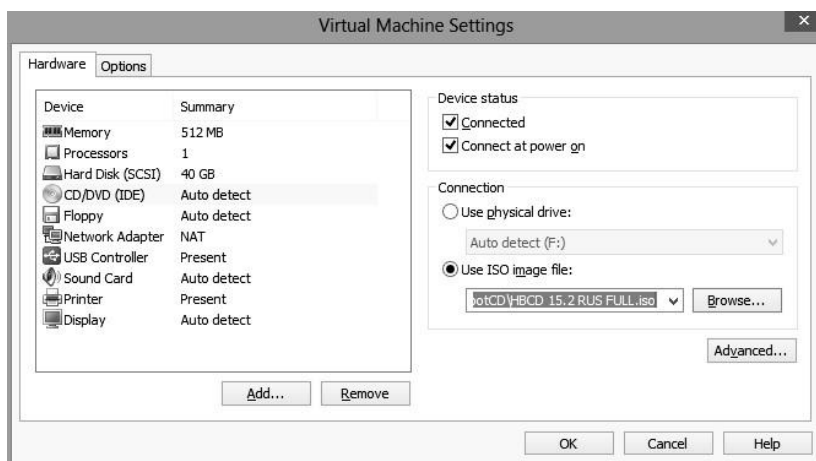 Virtual Machine Settings
Hardware Options
Device Summary
Memory 512 MB
Processors 1
Hard Disk (SCSI) 40 GB
CD/DVD (IDE) Auto detect
Floppy Auto detect
Network Adapter NAT
USB Controller Present
Sound Card Auto detect
Printer Present
Display Auto detect
Add... Remove
Device status
Connected
Connect at power on
Connection
Use physical drive:
Auto detect (F:)
Use ISO image file:
otCD\HBCD 15.2 RUS FULL.iso Browse...
Advanced...
OK Cancel Help